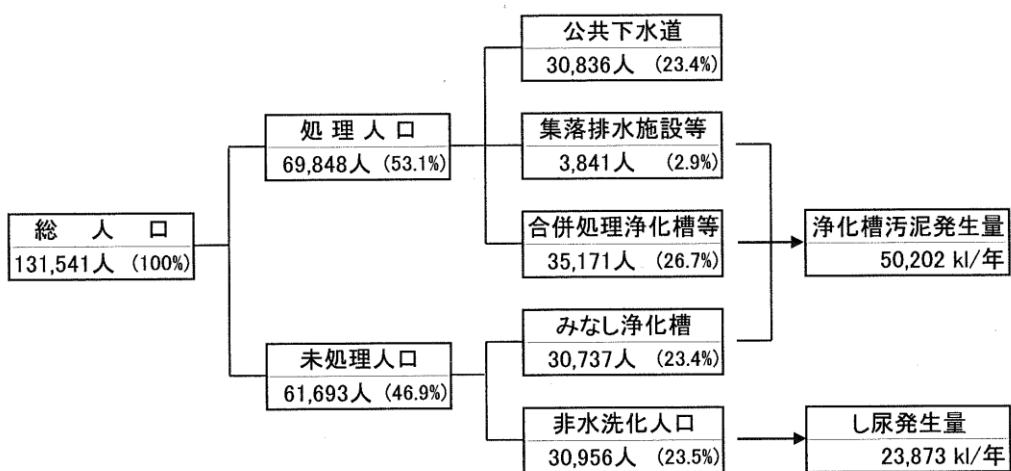 公共下水道
30,836人 (23.4%)
処理人口
69,848人 (53.1%)
集落排水施設等
3,841人 (2.9%)
総人口
131,541人 (100%)
合併処理浄化槽等
35,171人 (26.7%)
浄化槽汚泥発生量
50,202 kl/年
未処理人口
61,693人 (46.9%)
みなし浄化槽
30,737人 (23.4%)
非水洗化人口
30,956人 (23.5%)
し尿発生量
23,873 kl/年